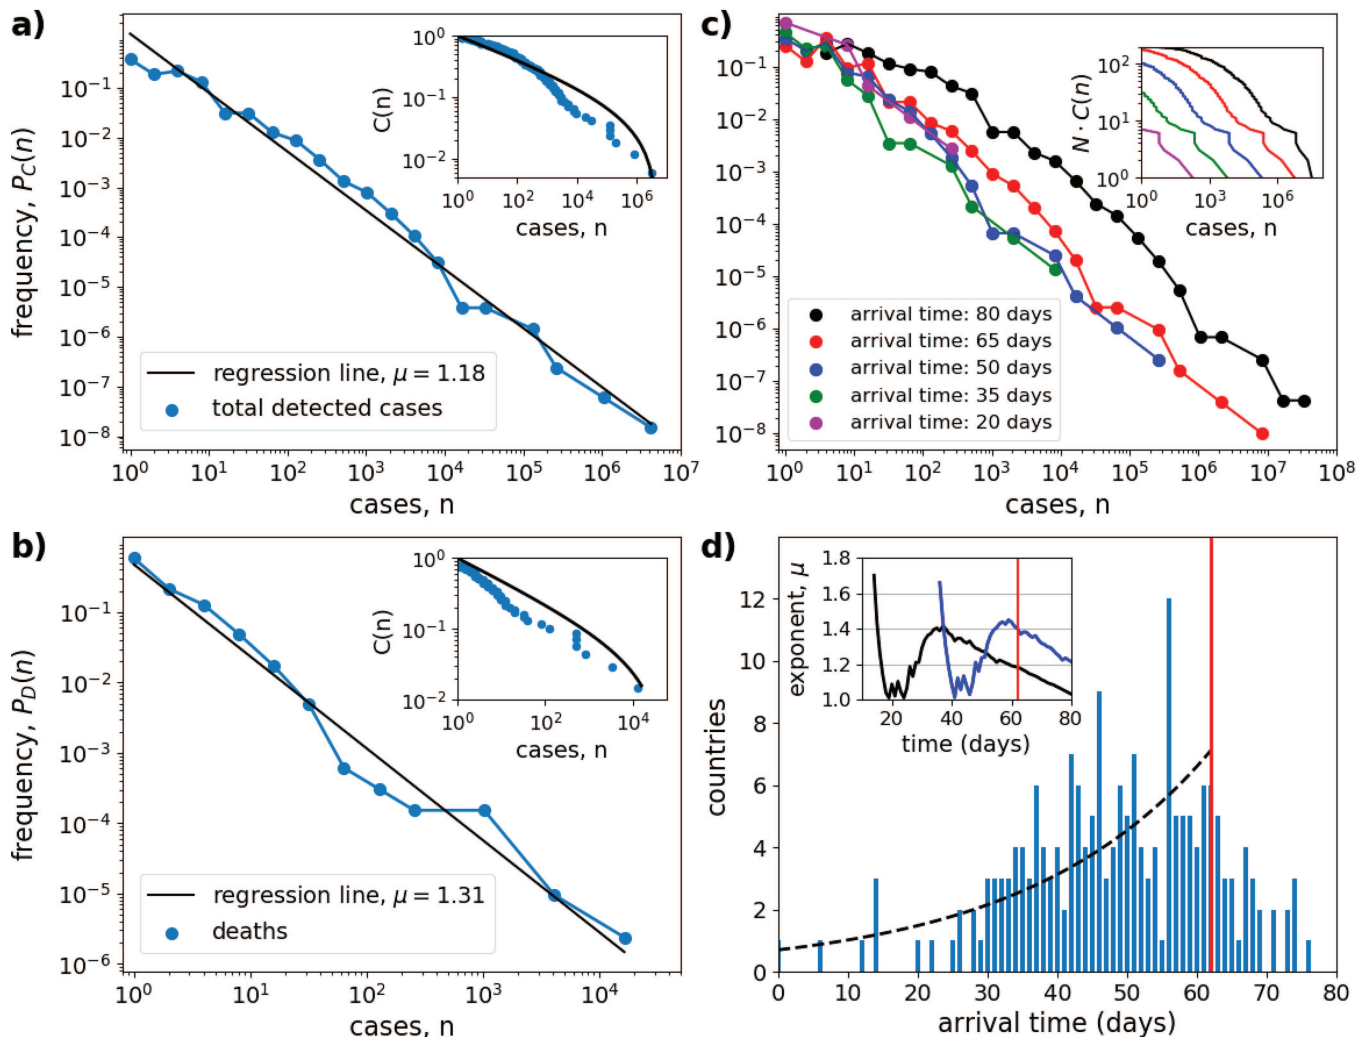 a)
frequency, P_C(n)
10⁻¹
10⁻²
10⁻³
10⁻⁴
10⁻⁵
10⁻⁶
10⁻⁷
10⁻⁸
10⁰ 10¹ 10² 10³ 10⁴ 10⁵ 10⁶ 10⁷
cases, n
regression line, μ = 1.18
total detected cases
C(n)
10⁰
10⁻¹
10⁻²
10⁰ 10² 10⁴ 10⁶
cases, n
c)
10⁻¹
10⁻²
10⁻³
10⁻⁴
10⁻⁵
10⁻⁶
10⁻⁷
10⁻⁸
10⁰ 10¹ 10² 10³ 10⁴ 10⁵ 10⁶ 10⁷ 10⁸
cases, n
arrival time: 80 days
arrival time: 65 days
arrival time: 50 days
arrival time: 35 days
arrival time: 20 days
N · C(n)
10²
10¹
10⁰
10⁰ 10³ 10⁶
cases, n
b)
frequency, P_D(n)
10⁻¹
10⁻²
10⁻³
10⁻⁴
10⁻⁵
10⁻⁶
10⁰ 10¹ 10² 10³ 10⁴
cases, n
regression line, μ = 1.31
deaths
C(n)
10⁰
10⁻¹
10⁻²
10⁰ 10² 10⁴
cases, n
d)
countries
12
10
8
6
4
2
0
0 10 20 30 40 50 60 70 80
arrival time (days)
exponent, μ
1.8
1.6
1.4
1.2
1.0
20 40 60 80
time (days)